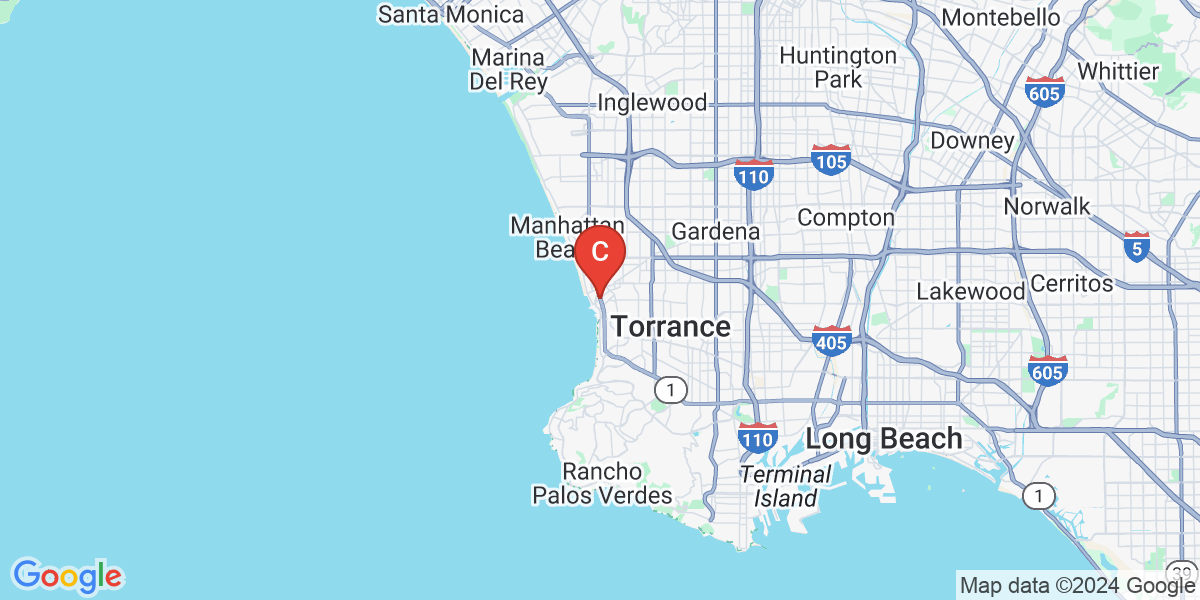 Santa Monica
Montebello
Marina
Del Rey
Huntington
Park
Whittier
605
Inglewood
Downey
105
110
Norwalk
Manhattan
Bea
Compton
Gardena
5
C
Cerritos
Lakewood
Torrance
405
605
1
110
Long Beach
Rancho
Palos Verdes
Terminal
Island
1
39
Google
Map data ©2024 Google